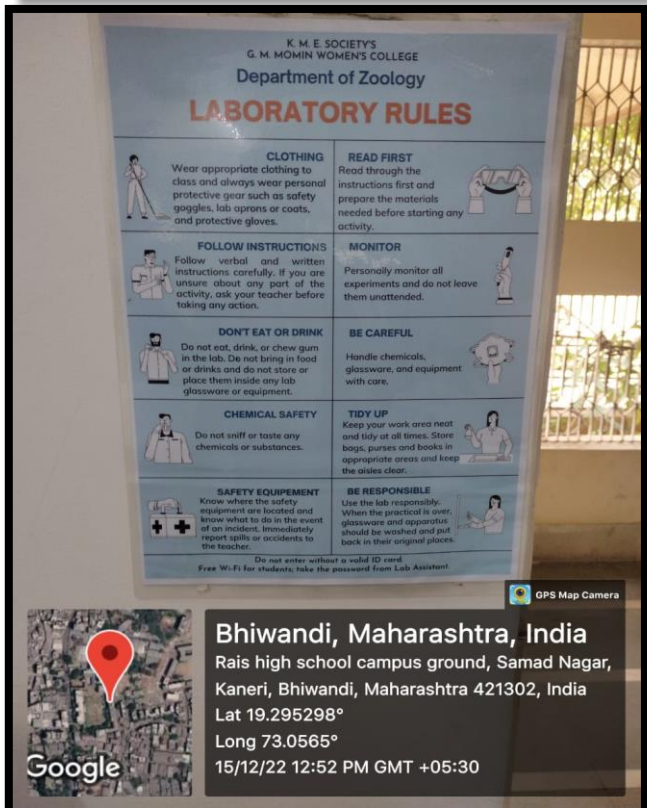 K. M. E. SOCIETY'S
G. M. MOMIN WOMEN'S COLLEGE
Department of Zoology
LABORATORY RULES
CLOTHING
Wear appropriate clothing to
class and always wear personal
protective gear such as safety
goggles, lab aprons or coats,
and protective gloves.
READ FIRST
Read through the
instructions first and
prepare the materials
needed before starting any
activity.
FOLLOW INSTRUCTIONS
Follow verbal and written
instructions carefully. If you are
unsure about any part of the
activity, ask your teacher before
taking any action.
MONITOR
Personally monitor all
experiments and do not leave
them unattended.
DON'T EAT OR DRINK
Do not eat, drink, or chew gum
in the lab. Do not bring in food
or drinks and do not store or
place them inside any lab
glassware or equipment.
BE CAREFUL
Handle chemicals,
glassware, and equipment
with care.
CHEMICAL SAFETY
Do not sniff or taste any
chemicals or substances.
TIDY UP
Keep your work area neat
and tidy at all times. Store
bags, purses and books in
appropriate areas and keep
the aisles clear.
SAFETY EQUIPEMENT
Know where the safety
equipment are located and
know what to do in the event
of an incident. Immediately
report spills or accidents to
the teacher.
BE RESPONSIBLE
Use the lab responsibly.
When the practical is over,
glassware and apparatus
should be washed and put
back in their original places.
Do not enter without a valid ID card.
Free Wi-Fi for students; take the password from Lab Assistant.
GPS Map Camera
Bhiwandi, Maharashtra, India
Rais high school campus ground, Samad Nagar,
Kaneri, Bhiwandi, Maharashtra 421302, India
Lat 19.295298°
Long 73.0565°
15/12/22 12:52 PM GMT +05:30
Google